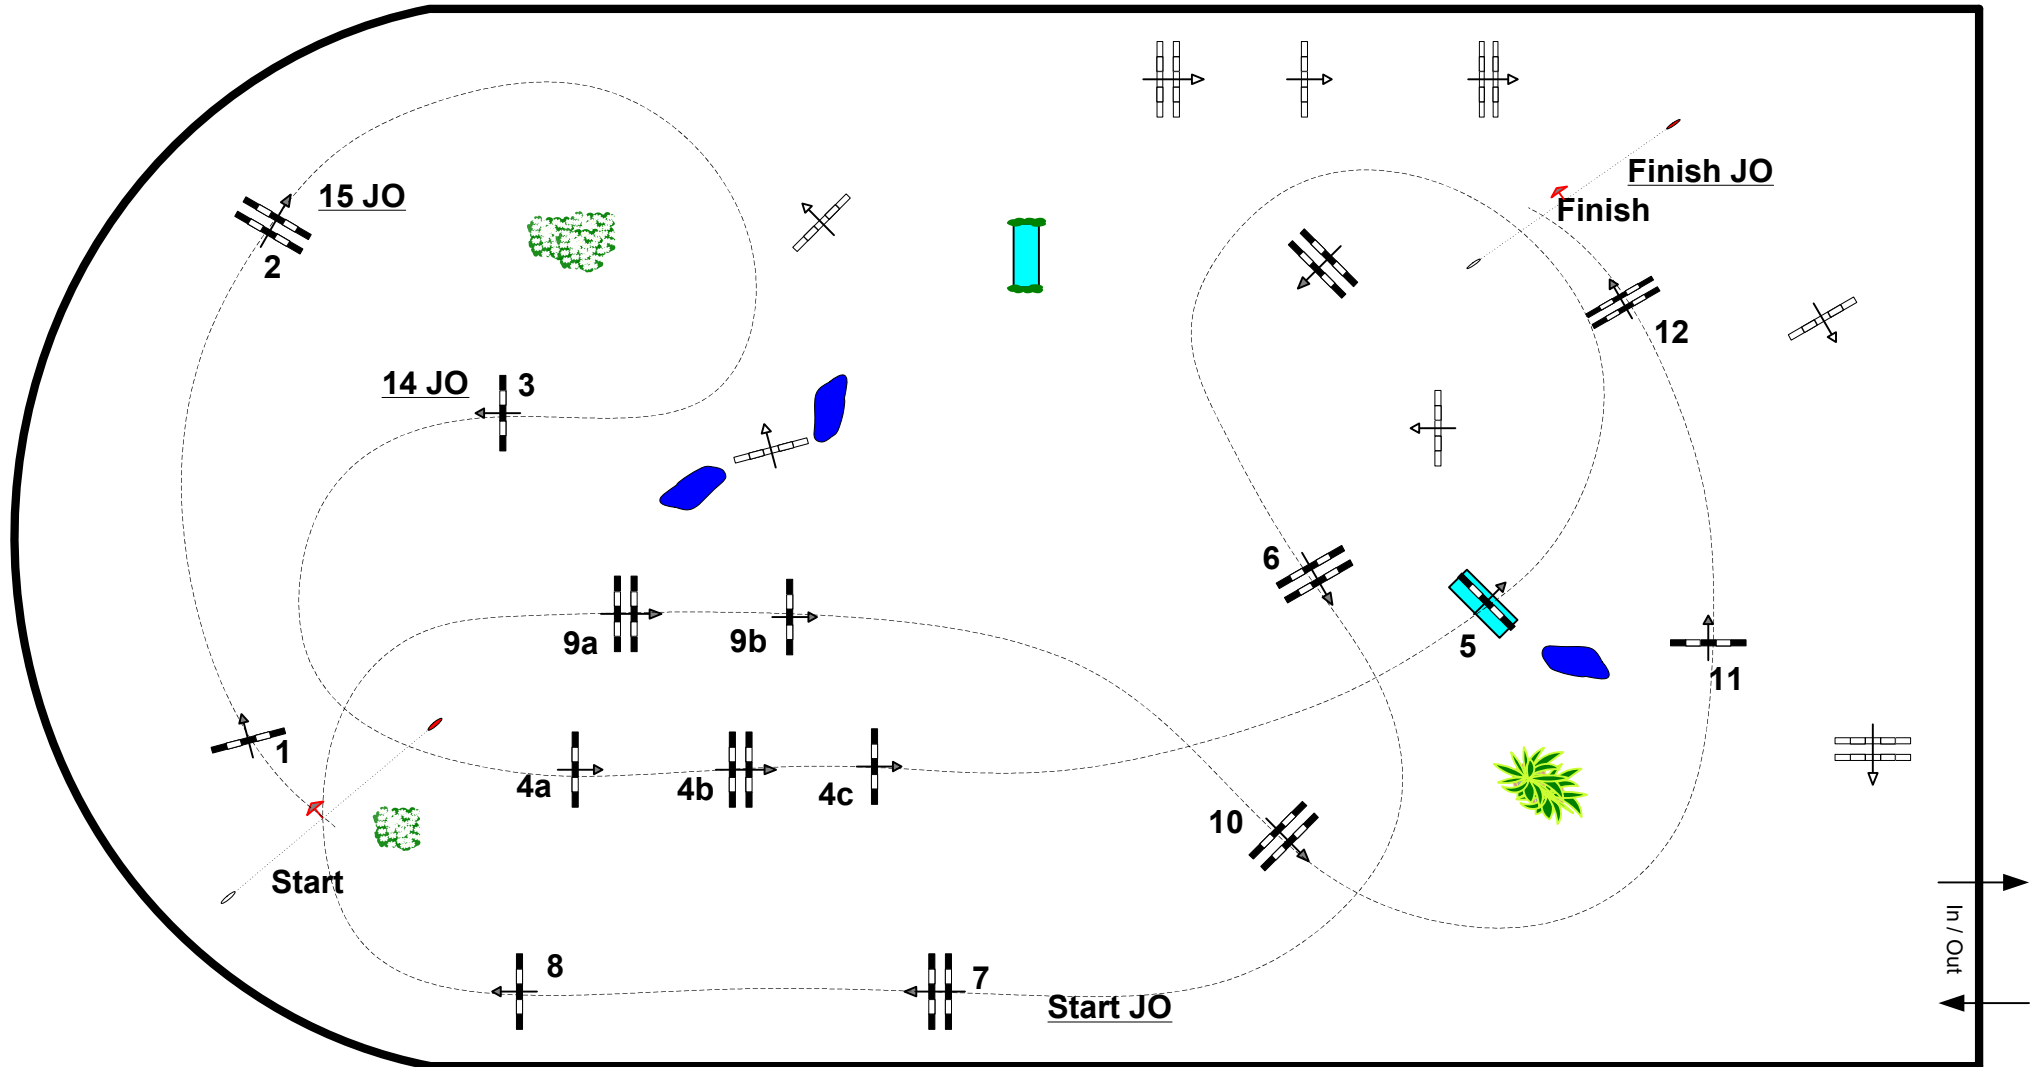 Finish JO
15 JO
Finish
2
12
14 JO
3
6
9a
9b
5
11
1
4a
4b
4c
10
Start
In / Out
8
7
Start JO